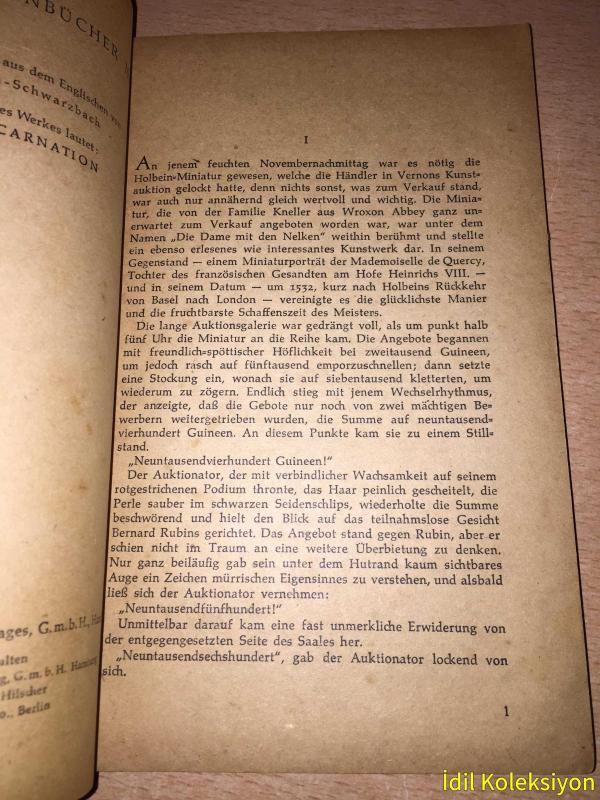 NBÜCHER
aus dem Englischen von
-Schwarzbach
es Werkes lautet:
CARNATION
ages, G.m.b.H., Ham
alten
g, G. m. b. H. Hamburg
Hilscher
o., Berlin
I
An jenem feuchten Novembernachmittag war es nötig die
Holbein-Miniatur gewesen, welche die Händler in Vernons Kunst-
auktion gelockt hatte, denn nichts sonst, was zum Verkauf stand,
war auch nur annähernd gleich wertvoll und wichtig. Die Minia-
tur, die von der Familie Kneller aus Wroxon Abbey ganz un-
erwartet zum Verkauf angeboten worden war, war unter dem
Namen „Die Dame mit den Nelken" weithin berühmt und stellte
ein ebenso erlesenes wie interessantes Kunstwerk dar. In seinem
Gegenstand — einem Miniaturporträt der Mademoiselle de Quercy,
Tochter des französischen Gesandten am Hofe Heinrichs VIII. —
und in seinem Datum — um 1532, kurz nach Holbeins Rückkehr
von Basel nach London — vereinigte es die glücklichste Manier
und die fruchtbarste Schaffenszeit des Meisters.
Die lange Auktionsgalerie war gedrängt voll, als um punkt halb
fünf Uhr die Miniatur an die Reihe kam. Die Angebote begannen
mit freundlich-spöttischer Höflichkeit bei zweitausend Guineen,
um jedoch rasch auf fünftausend emporzuschnellen; dann setzte
eine Stockung ein, wonach sie auf siebentausend kletterten, um
wiederum zu zögern. Endlich stieg mit jenem Wechselrhythmus,
der anzeigte, daß die Gebote nur noch von zwei mächtigen Be-
werbern weitergetrieben wurden, die Summe auf neuntausend-
vierhundert Guineen. An diesem Punkte kam sie zu einem Still-
stand.
„Neuntausendvierhundert Guineen!"
Der Auktionator, der mit verbindlicher Wachsamkeit auf seinem
rotgestrichenen Podium thronte, das Haar peinlich gescheitelt, die
Perle sauber im schwarzen Seidenschlips, wiederholte die Summe
beschwörend und hielt den Blick auf das teilnahmslose Gesicht
Bernard Rubins gerichtet. Das Angebot stand gegen Rubin, aber er
schien nicht im Traum an eine weitere Überbietung zu denken.
Nur ganz beiläufig gab sein unter dem Hutrand kaum sichtbares
Auge ein Zeichen mürrischen Eigensinnes zu verstehen, und alsbald
ließ sich der Auktionator vernehmen:
„Neuntausendfünfhundert!"
Unmittelbar darauf kam eine fast unmerkliche Erwiderung von
der entgegengesetzten Seite des Saales her.
„Neuntausendsechshundert", gab der Auktionator lockend von
sich.
1
İdil Koleksiyon